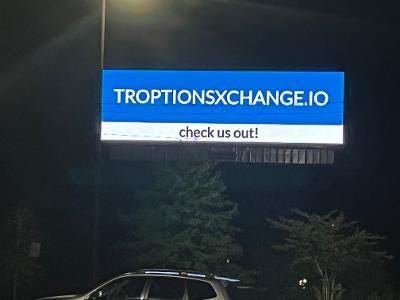 TROPTIONSXCHANGE.IO
check us out!